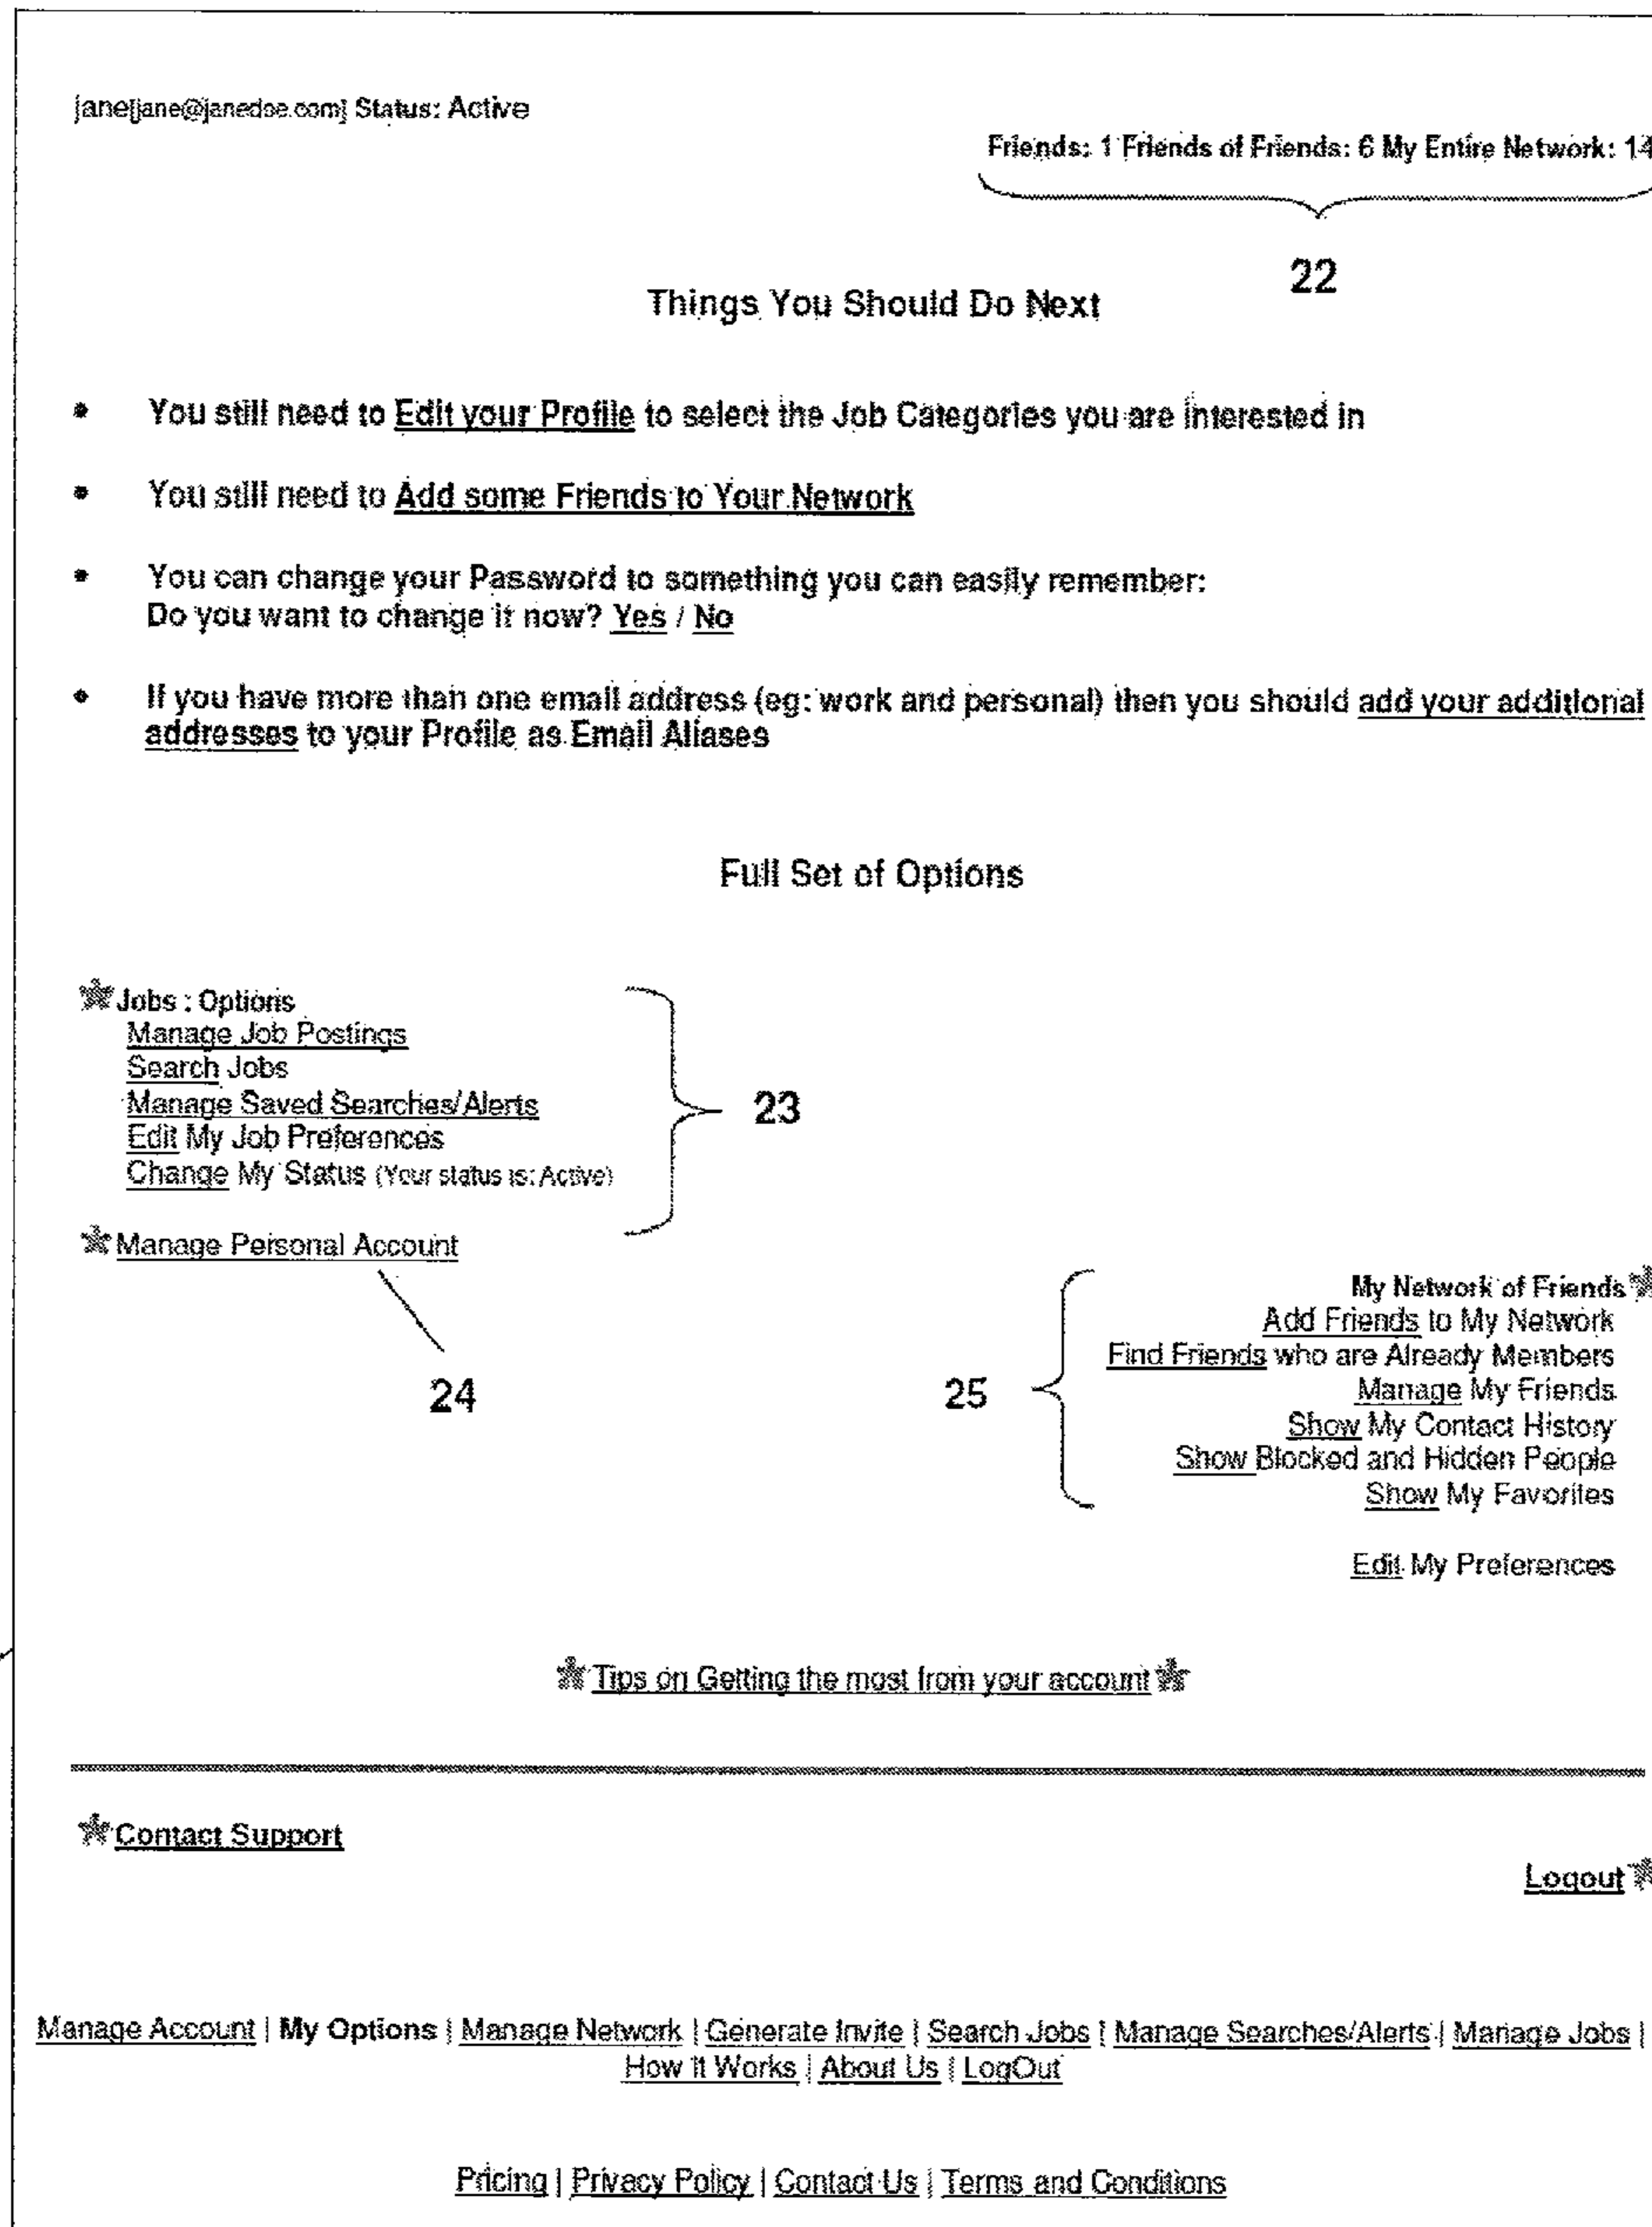 jane[jane@janedoe.com] Status: Active
Friends: 1 Friends of Friends: 6 My Entire Network: 14
22
Things You Should Do Next
• You still need to Edit your Profile to select the Job Categories you are interested in
• You still need to Add some Friends to Your Network
• You can change your Password to something you can easily remember:
Do you want to change it now? Yes / No
• If you have more than one email address (eg: work and personal) then you should add your additional
addresses to your Profile as Email Aliases
Full Set of Options
Jobs : Options
Manage Job Postings
Search Jobs
Manage Saved Searches/Alerts
Edit My Job Preferences
Change My Status (Your status is: Active)
23
Manage Personal Account
24
My Network of Friends
Add Friends to My Network
Find Friends who are Already Members
Manage My Friends
Show My Contact History
Show Blocked and Hidden People
Show My Favorites
25
Edit My Preferences
Tips on Getting the most from your account
Contact Support
Logout
Manage Account | My Options | Manage Network | Generate Invite | Search Jobs | Manage Searches/Alerts | Manage Jobs |
How it Works | About Us | LogOut
Pricing | Privacy Policy | Contact Us | Terms and Conditions